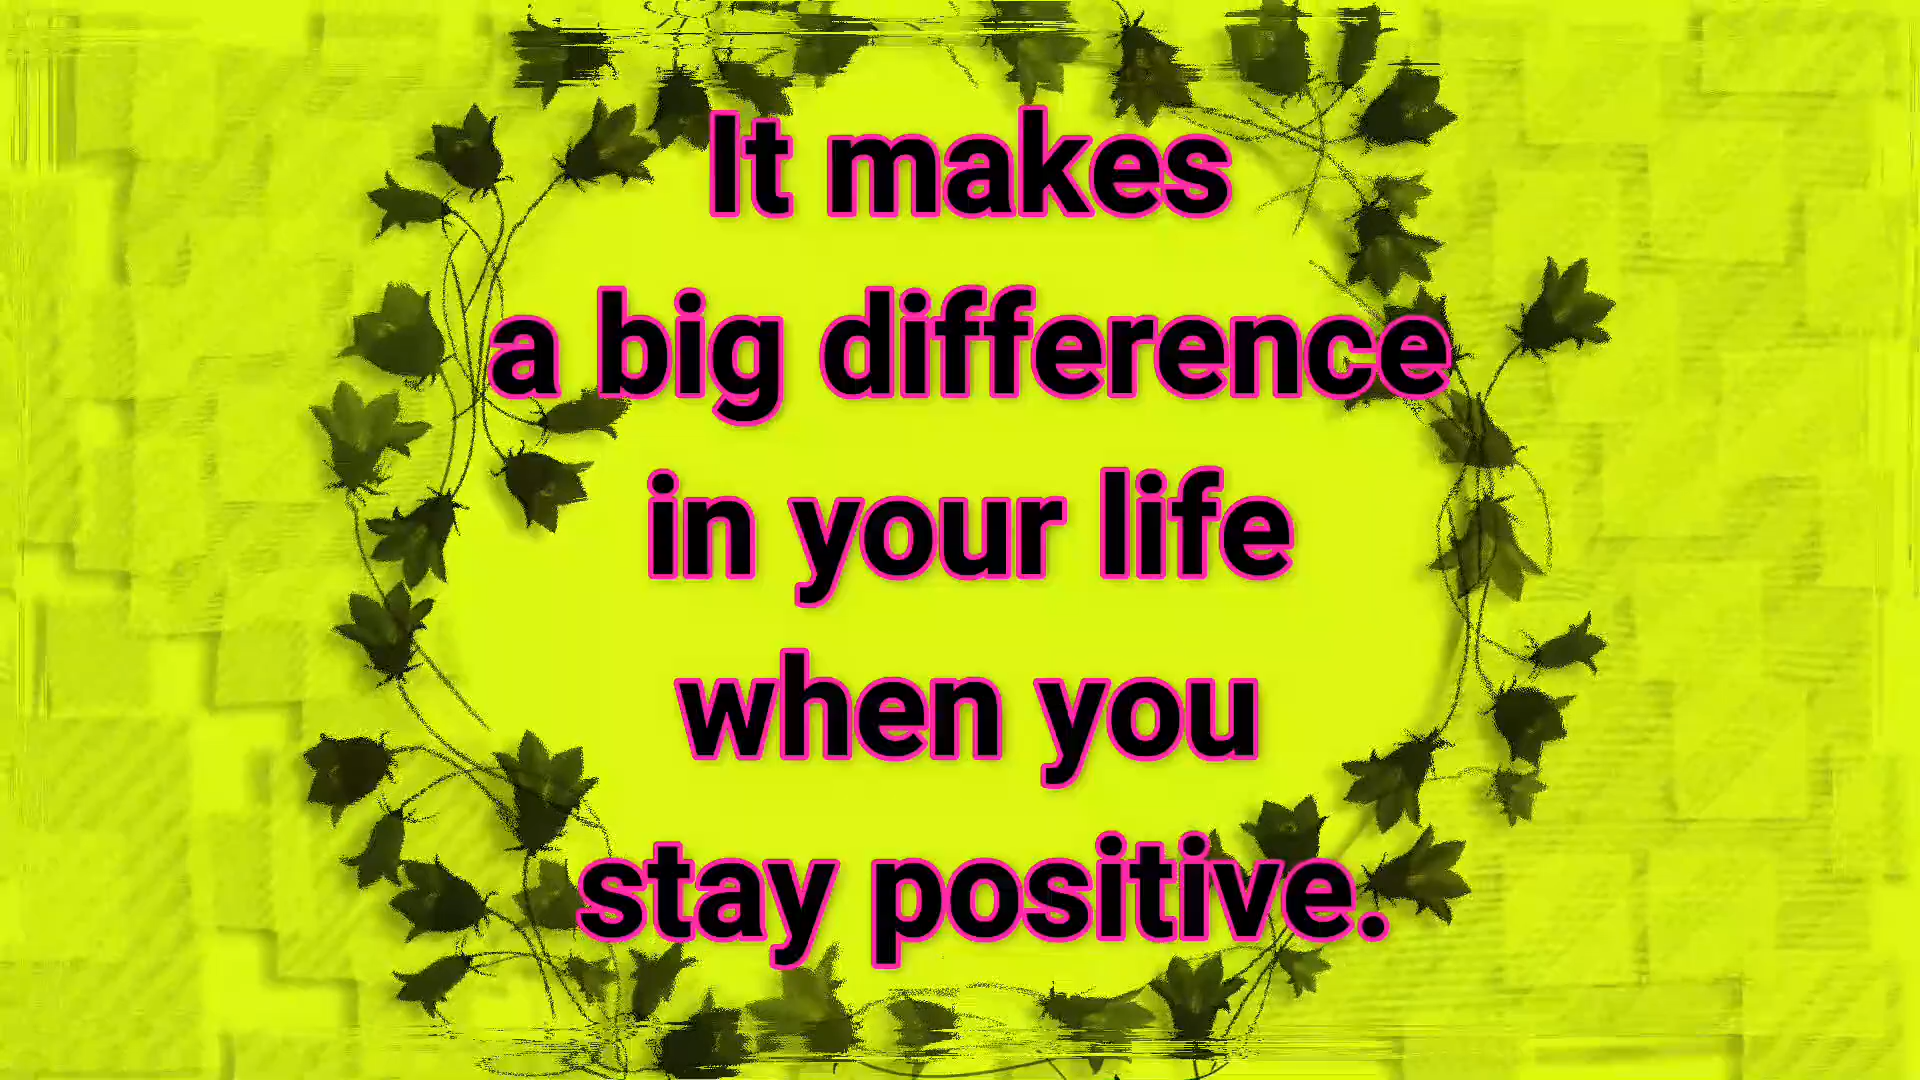 It makes
a big difference
in your life
when you
stay positive.